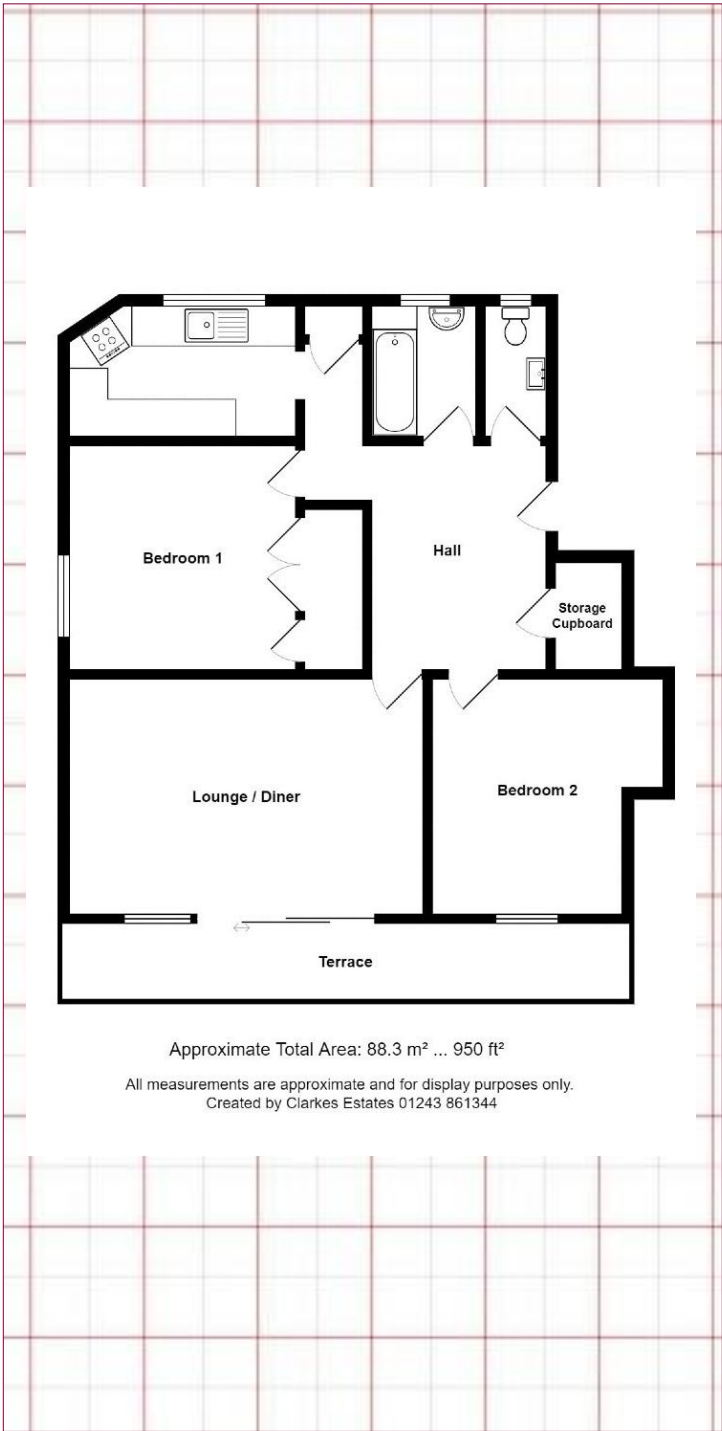 Bedroom 1
Hall
Storage
Cupboard
Lounge / Diner
Bedroom 2
Terrace
Approximate Total Area: 88.3 m² ... 950 ft²
All measurements are approximate and for display purposes only.
Created by Clarkes Estates 01243 861344